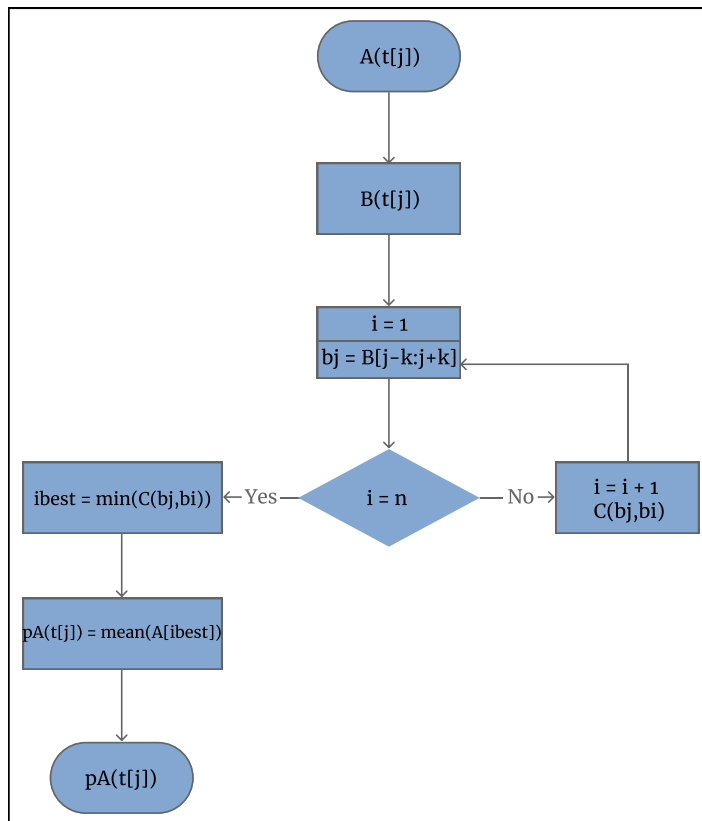 A(t[j])
B(t[j])
i = 1
bj = B[j-k:j+k]
i = n
Yes
No
ibest = min(C(bj,bi))
i = i + 1
C(bj,bi)
pA(t[j]) = mean(A[ibest])
pA(t[j])